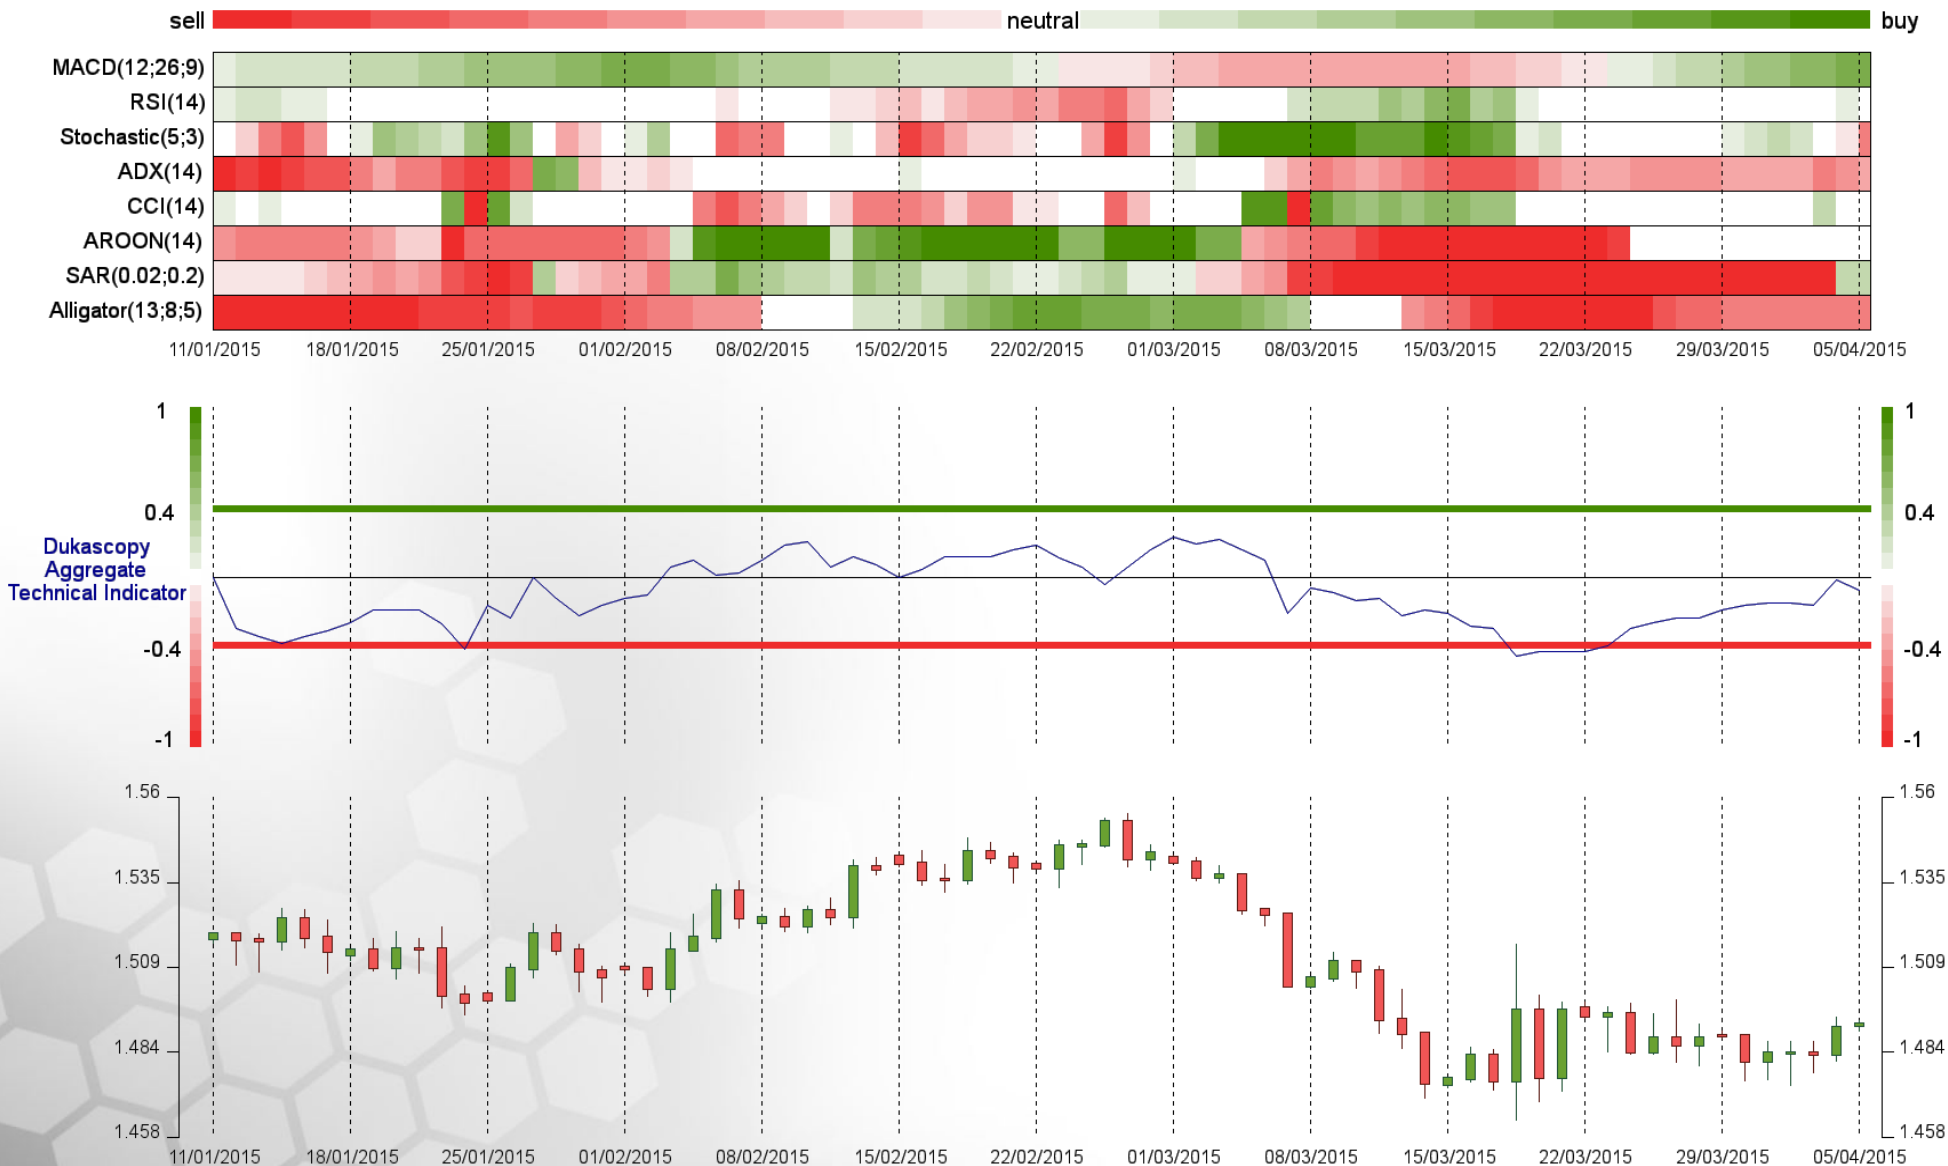 sell neutral buy
MACD(12;26;9)
RSI(14)
Stochastic(5;3)
ADX(14)
CCI(14)
AROON(14)
SAR(0.02;0.2)
Alligator(13;8;5)
11/01/2015 18/01/2015 25/01/2015 01/02/2015 08/02/2015 15/02/2015 22/02/2015 01/03/2015 08/03/2015 15/03/2015 22/03/2015 29/03/2015 05/04/2015
1 1
0.4 0.4
Dukascopy
Aggregate
Technical Indicator
-0.4 -0.4
-1 -1
1.56 1.56
1.535 1.535
1.509 1.509
1.484 1.484
1.458 1.458
11/01/2015 18/01/2015 25/01/2015 01/02/2015 08/02/2015 15/02/2015 22/02/2015 01/03/2015 08/03/2015 15/03/2015 22/03/2015 29/03/2015 05/04/2015